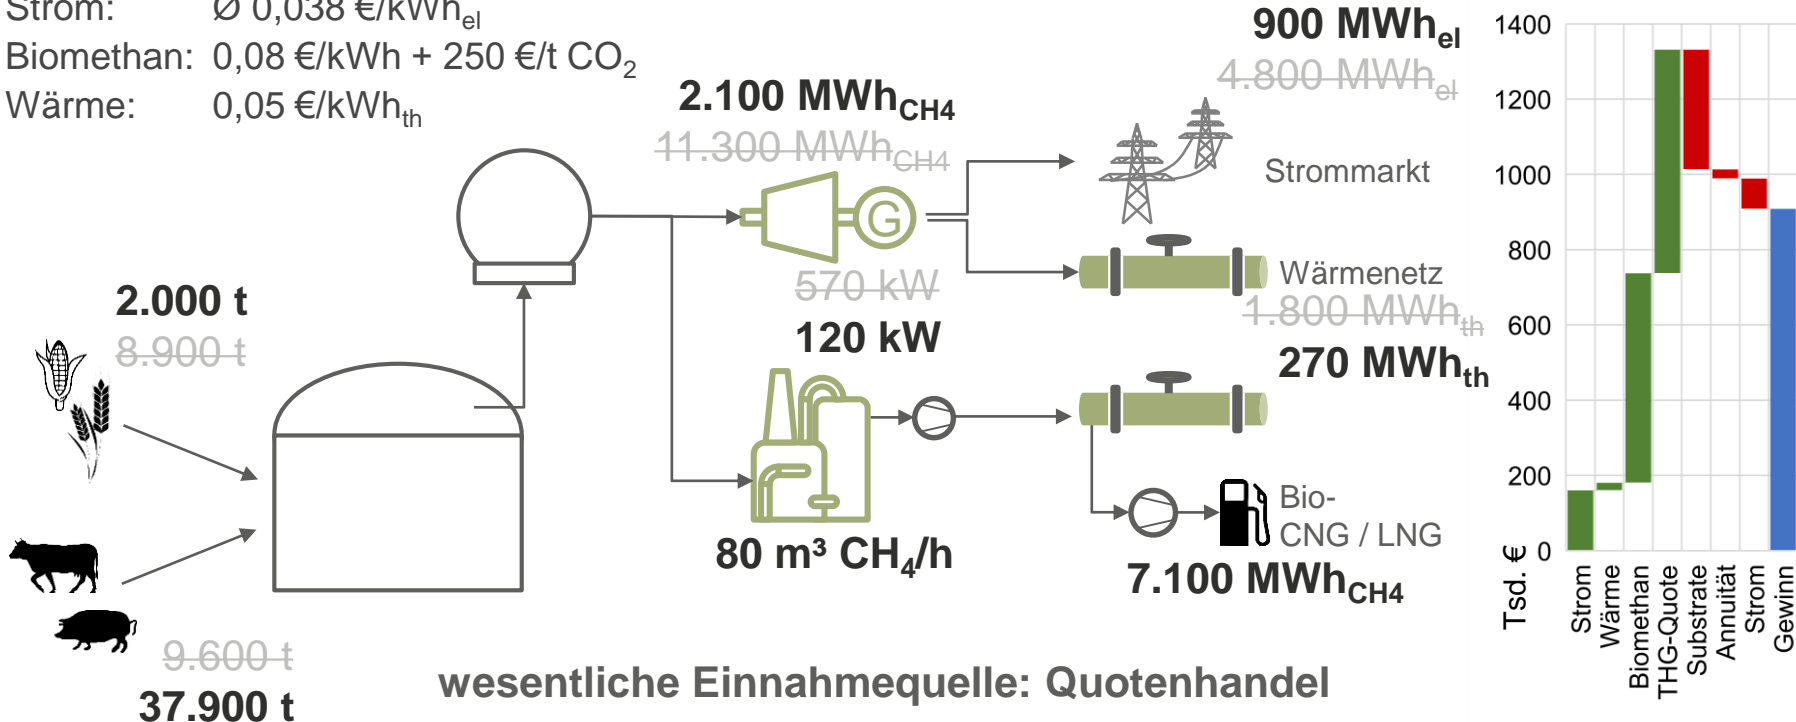 Strom: Ø 0,038 €/kWhel
Biomethan: 0,08 €/kWh + 250 €/t CO2
Wärme: 0,05 €/kWhth
2.100 MWhCH4
11.300 MWhCH4
900 MWhel
4.800 MWhel
Strommarkt
G
570 kW
120 kW
Wärmenetz
1.800 MWhth
270 MWhth
2.000 t
8.900 t
80 m³ CH4/h
Bio-
CNG / LNG
7.100 MWhCH4
9.600 t
37.900 t
wesentliche Einnahmequelle: Quotenhandel
1400
1200
1000
800
600
400
200
0
Tsd. €
Strom
Wärme
Biomethan
THG-Quote
Substrate
Annuität
Strom
Gewinn